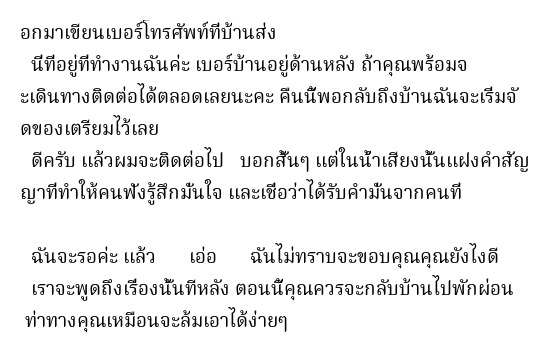 อกมาเขียนเบอร์โทรศัพท์ที่บ้านส่ง
นี่ที่อยู่ที่ทำงานฉันค่ะ เบอร์บ้านอยู่ด้านหลัง ถ้าคุณพร้อมจ
ะเดินทางติดต่อได้ตลอดเลยนะคะ คืนนี้พอกลับถึงบ้านฉันจะเริ่มจั
ดของเตรียมไว้เลย
ดีครับ แล้วผมจะติดต่อไป บอกสั้นๆ แต่ในน้ำเสียงนั้นแฝงคำสัญ
ญาที่ทำให้คนฟังรู้สึกมั่นใจ และเชื่อว่าได้รับคำมั่นจากคนที่
ฉันจะรอค่ะ แล้ว เอ่อ ฉันไม่ทราบจะขอบคุณคุณยังไงดี
เราจะพูดถึงเรื่องนั้นทีหลัง ตอนนี้คุณควรจะกลับบ้านไปพักผ่อน
ท่าทางคุณเหมือนจะล้มเอาได้ง่ายๆ